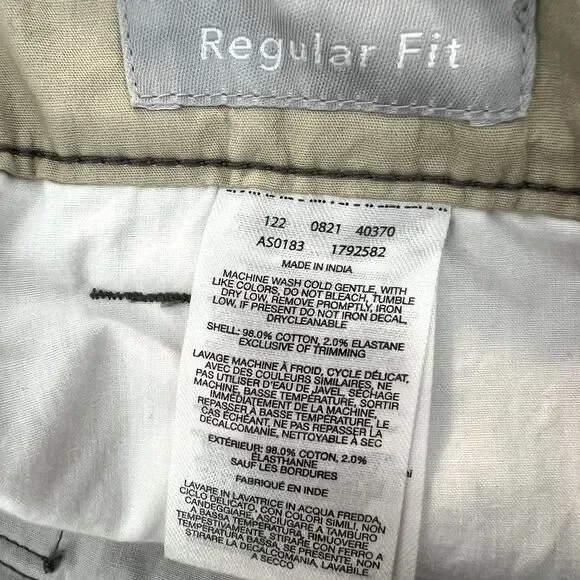 Regular Fit
122 0821 40370
AS0183 1792582
MADE IN INDIA
MACHINE WASH COLD GENTLE, WITH
LIKE COLORS, DO NOT BLEACH, TUMBLE
DRY LOW, REMOVE PROMPTLY, IRON
LOW, IF PRESENT DO NOT IRON DECAL,
DRYCLEANABLE
SHELL: 98.0% COTTON, 2.0% ELASTANE
EXCLUSIVE OF TRIMMING
LAVAGE MACHINE À FROID, CYCLE DÉLICAT,
AVEC DES COULEURS SIMILAIRES, NE
PAS UTILISER D'EAU DE JAVEL, SÉCHAGE
MACHINE, BASSE TEMPÉRATURE, SORTIR
IMMÉDIATEMENT DE LA MACHINE,
REPASSER À BASSE TEMPÉRATURE, LE
CAS ÉCHEANT, NE PAS REPASSER LA
DÉCALCOMANIE, NETTOYABLE À SEC
EXTÉRIEUR: 98.0% COTON, 2.0%
ÉLASTHANNE
SAUF LES BORDURES
FABRIQUÉ EN INDE
LAVARE IN LAVATRICE IN ACQUA FREDDA,
CICLO DELICATO, CON COLORI SIMILI, NON
CANDEGGIARE, ASCIUGARE A TAMBURO
A BASSA TEMPERATURA, RIMUOVERE
TEMPESTIVAMENTE, STIRARE CON FERRO A
BASSA TEMPERATURA, SE PRESENTE, NON
STIRARE LA DECALCOMANIA, LAVABILE
A SECCO